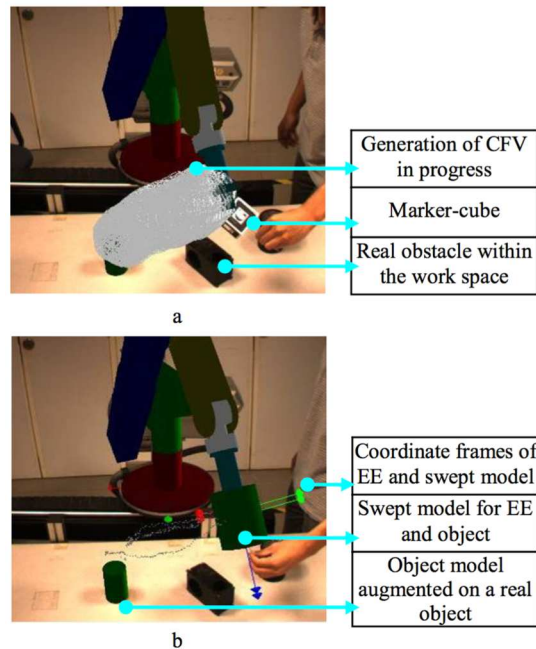 Generation of CFV
in progress
Marker-cube
Real obstacle within
the work space
a
Coordinate frames of
EE and swept model
Swept model for EE
and object
Object model
augmented on a real
object
b